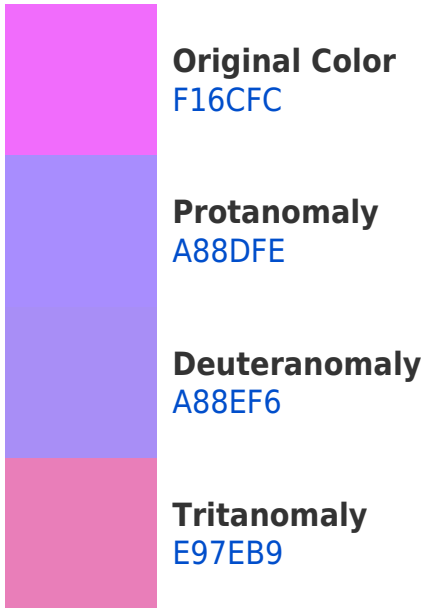 Original Color
F16CFC
Protanomaly
A88DFE
Deuteranomaly
A88EF6
Tritanomaly
E97EB9